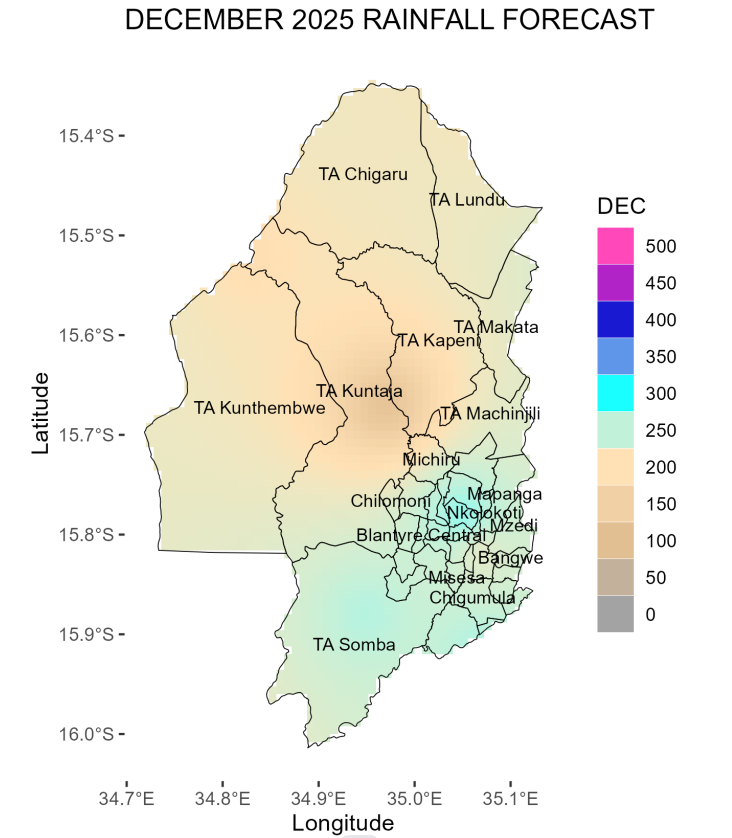 DECEMBER 2025 RAINFALL FORECAST
15.4°S
15.5°S
15.6°S
15.7°S
15.8°S
15.9°S
16.0°S
Latitude
TA Chigaru
TA Lundu
TA Makata
TA Kapeni
TA Kuntaja
TA Kunthembwe
TA Machinjili
Michiru
Chilomoni
Mapanga
Nkolokoti
Mzedi
Blantyre Central
Bangwe
Misesa
Chigumula
TA Somba
34.7°E 34.8°E 34.9°E 35.0°E 35.1°E
Longitude
DEC
500
450
400
350
300
250
200
150
100
50
0